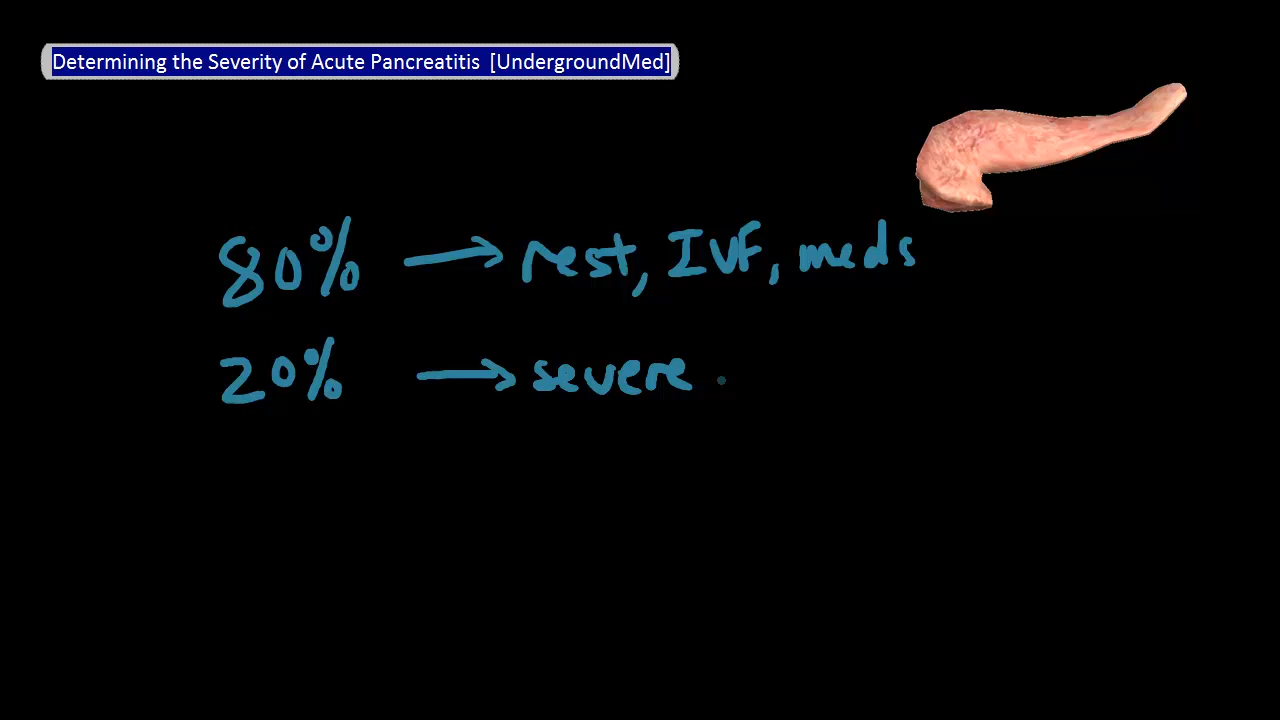 Determining the Severity of Acute Pancreatitis [UndergroundMed]
80% → rest, IVF, meds
20% → severe